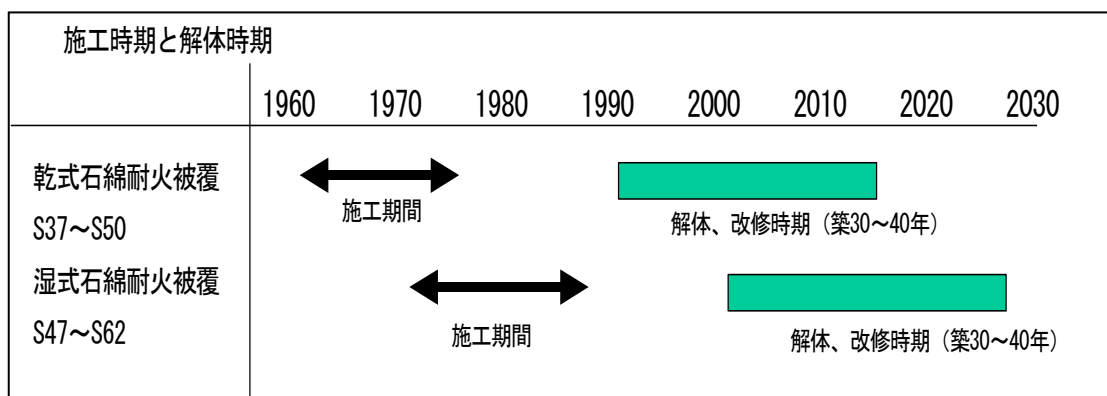 施工時期と解体時期
1960 1970 1980 1990 2000 2010 2020 2030
乾式石綿耐火被覆
施工期間
S37～S50
解体、改修時期（築30～40年）
湿式石綿耐火被覆
S47～S62
施工期間
解体、改修時期（築30～40年）